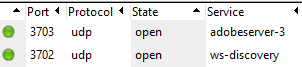 Port Protocol State Service
3703 udp open adobeserver-3
3702 udp open ws-discovery